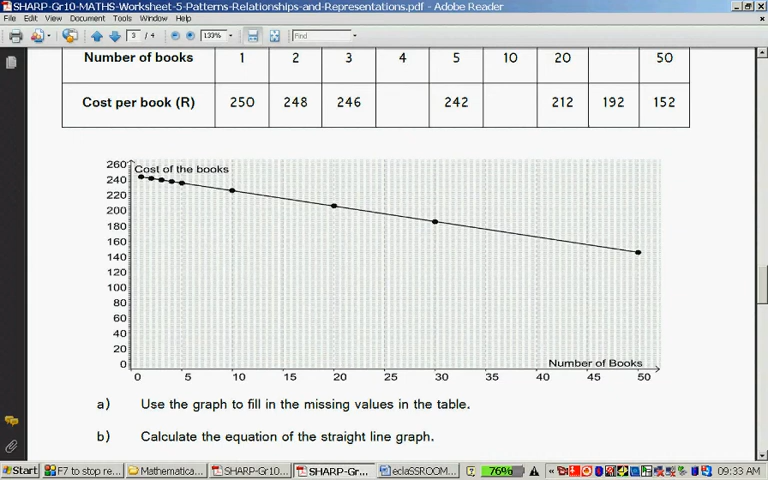 SHARP-Gr10-MATHS-Worksheet-5-Patterns-Relationships-and-Representations.pdf - Adobe Reader
File Edit View Document Tools Window Help
3 / 4 133% Find
Number of books 1 2 3 4 5 10 20 50
Cost per book (R) 250 248 246 242 212 192 152
Cost of the books
260
240
220
200
180
160
140
120
100
80
60
40
20
0
Number of Books
0 5 10 15 20 25 30 35 40 45 50
a) Use the graph to fill in the missing values in the table.
b) Calculate the equation of the straight line graph.
Start F7 to stop re... Mathematica... SHARP-Gr10... SHARP-Gr... eclaSSROOM... 76% « 09:33 AM